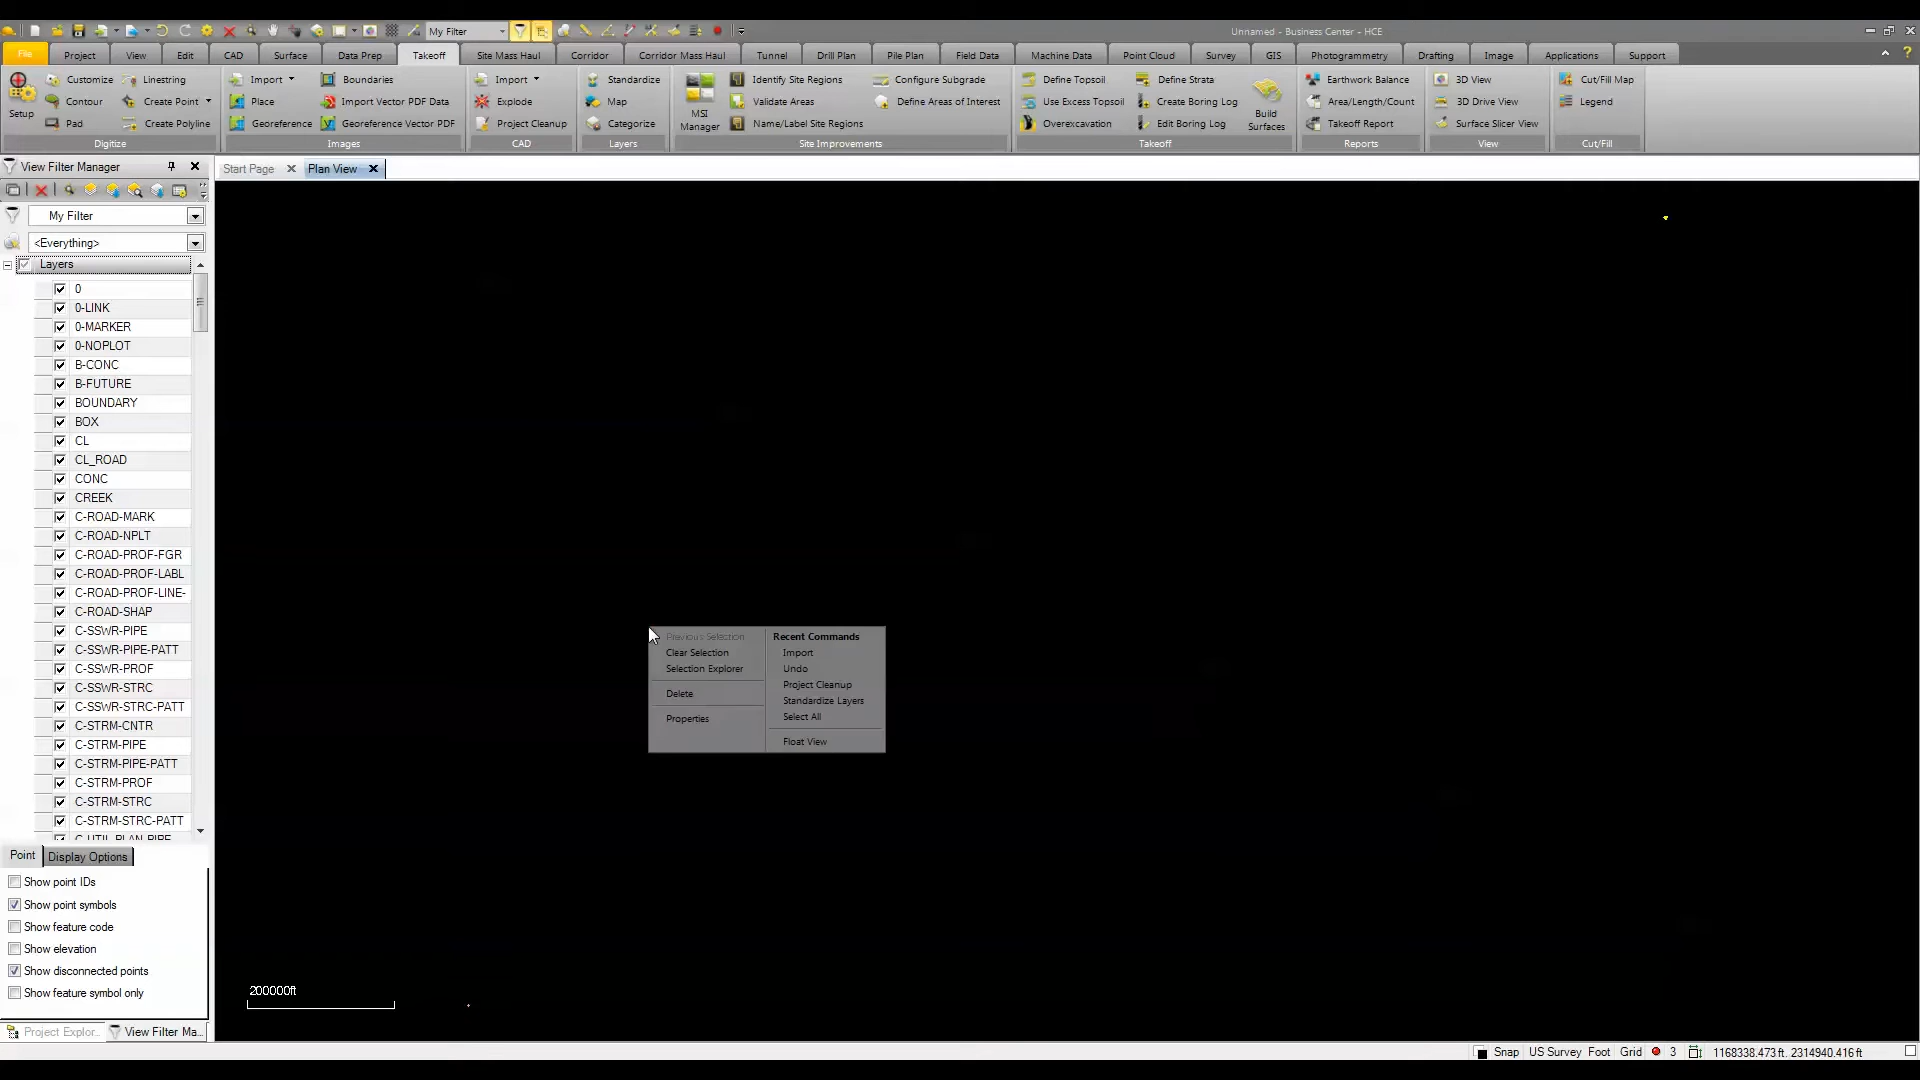 My Filter
Unnamed - Business Center - HCE
File Project View Edit CAD Surface Data Prep Takeoff Site Mass Haul Corridor Corridor Mass Haul Tunnel Drill Plan Pile Plan Field Data Machine Data Point Cloud Survey GIS Photogrammetry Drafting Image Applications Support
Setup
Customize
Linestring
Contour
Create Point
Pad
Create Polyline
Digitize
Import
Boundaries
Place
Import Vector PDF Data
Georeference
Georeference Vector PDF
Images
Import
Explode
Project Cleanup
CAD
Standardize
Map
Categorize
Layers
MSI
Manager
Identify Site Regions
Configure Subgrade
Validate Areas
Define Areas of Interest
Name/Label Site Regions
Site Improvements
Define Topsoil
Define Strata
Use Excess Topsoil
Create Boring Log
Overexcavation
Edit Boring Log
Build
Surfaces
Takeoff
Earthwork Balance
Area/Length/Count
Takeoff Report
Reports
3D View
3D Drive View
Surface Slicer View
View
Cut/Fill Map
Legend
Cut/Fill
View Filter Manager
Start Page
Plan View
My Filter
<Everything>
Layers
0
0-LINK
0-MARKER
0-NOPLOT
B-CONC
B-FUTURE
BOUNDARY
BOX
CL
CL_ROAD
CONC
CREEK
C-ROAD-MARK
C-ROAD-NPLT
C-ROAD-PROF-FGR
C-ROAD-PROF-LABL
C-ROAD-PROF-LINE-
C-ROAD-SHAP
C-SSWR-PIPE
C-SSWR-PIPE-PATT
C-SSWR-PROF
C-SSWR-STRC
C-SSWR-STRC-PATT
C-STRM-CNTR
C-STRM-PIPE
C-STRM-PIPE-PATT
C-STRM-PROF
C-STRM-STRC
C-STRM-STRC-PATT
C-UTIL-PLAN-PIPE
Previous Selection
Clear Selection
Selection Explorer
Delete
Properties
Recent Commands
Import
Undo
Project Cleanup
Standardize Layers
Select All
Float View
Point
Display Options
Show point IDs
Show point symbols
Show feature code
Show elevation
Show disconnected points
Show feature symbol only
200000ft
Project Explor...
View Filter Ma...
Snap US Survey Foot Grid 3 1168338.473 ft, 2314940.416 ft